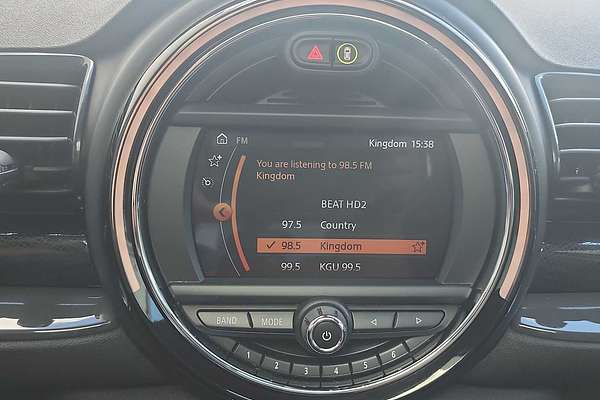 FM
Kingdom 15:38
You are listening to 98.5 FM
Kingdom
BEAT HD2
97.5 Country
98.5 Kingdom
99.5 KGU 99.5
BAND MODE
1 2 3 4 5 6